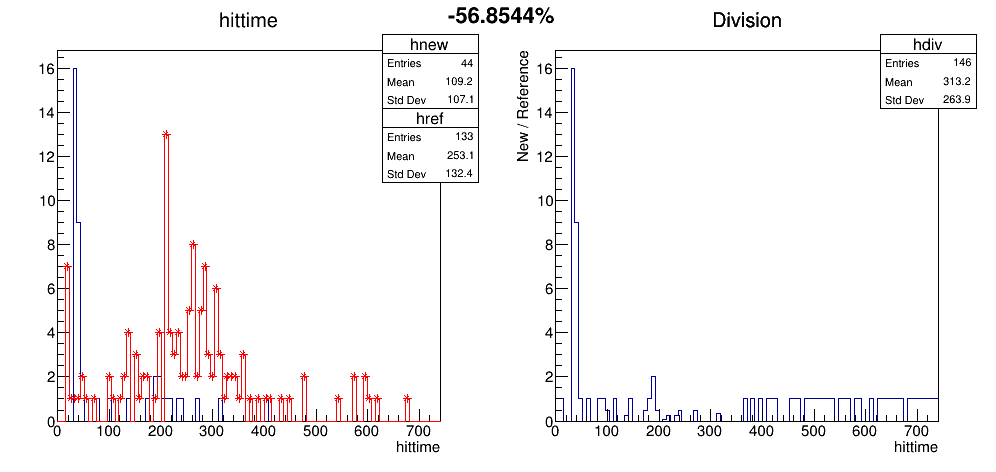 -56.8544%
hittime
hnew
Entries 44
Mean 109.2
Std Dev 107.1
href
Entries 133
Mean 253.1
Std Dev 132.4
16
14
12
10
8
6
4
2
0
0 100 200 300 400 500 600 700
hittime
Division
hdiv
Entries 146
Mean 313.2
Std Dev 263.9
New / Reference
16
14
12
10
8
6
4
2
0
0 100 200 300 400 500 600 700
hittime